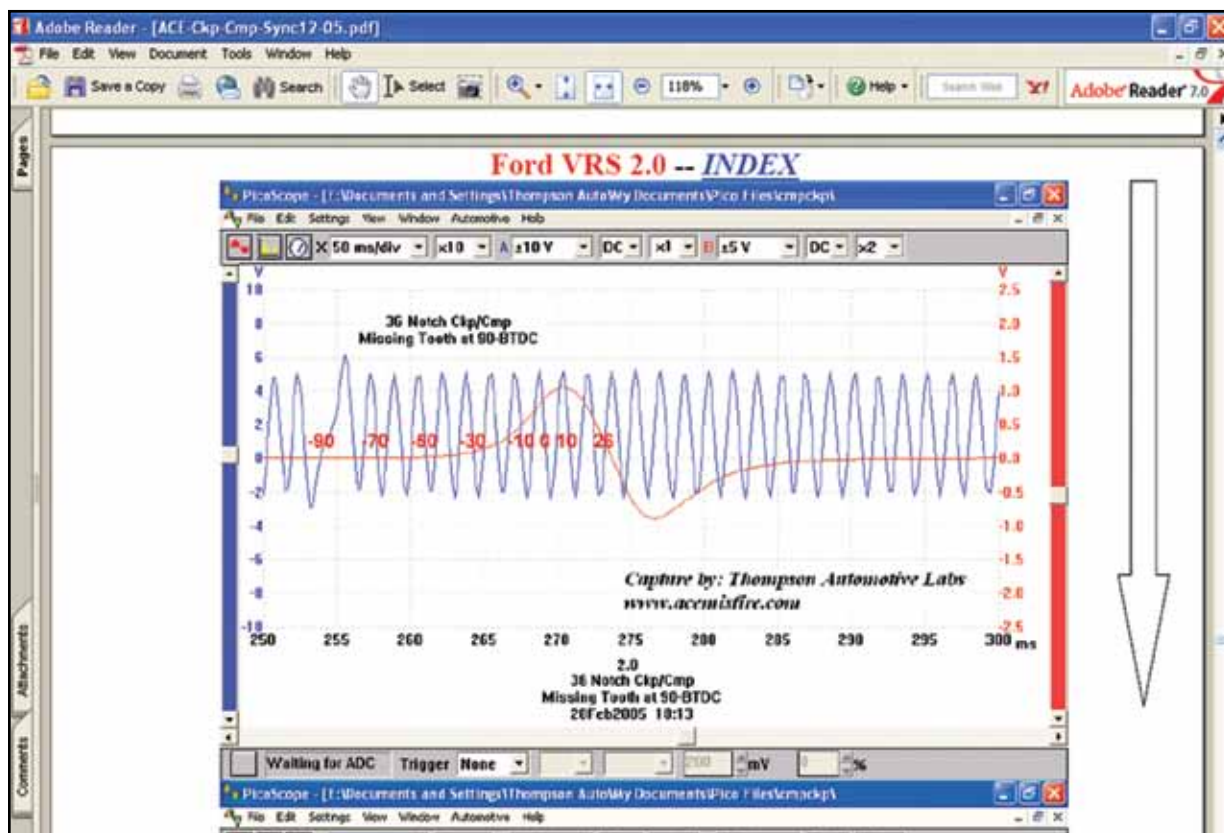 Adobe Reader - [ACE-Ckp-Cmp-Sync12-05.pdf]
File Edit View Document Tools Window Help
Save a Copy Search Select 118% Help Search Web Y! Adobe Reader 7.0
Pages
Attachments
Comments
Ford VRS 2.0 -- INDEX
PicoScope - [E:\Documents and Settings\Thompson Auto\My Documents\Pico Files\cmpckp\
File Edit Settings View Window Automotive Help
X 50 ms/div x10 A ±10 V DC x1 B ±5 V DC x2
V V
10 2.5
8 2.0
6 1.5
4 1.0
2 0.5
0 0.0
-2 -0.5
-4 -1.0
-6 -1.5
-8 -2.0
-10 -2.5
36 Notch Ckp/Cmp
Missing Tooth at 90-BTDC
-90 -70 -50 -30 -10 0 10 26
Capture by: Thompson Automotive Labs
www.acemisfire.com
250 255 260 265 270 275 280 285 290 295 300 ms
2.0
36 Notch Ckp/Cmp
Missing Tooth at 90-BTDC
Feb2005
Waiting for ADC Trigger None mV 0 %
PicoScope - [E:\Documents and Settings\Thompson Auto\My Documents\Pico Files\cmpckp\
File Edit Settings View Window Automotive Help